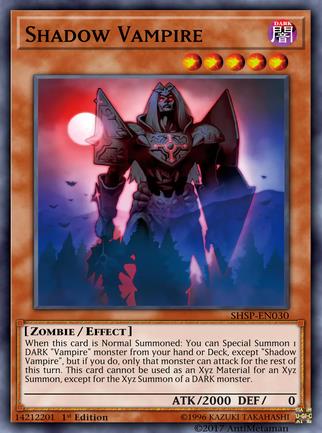 SHADOW VAMPIRE
DARK
闇
SHSP-EN030
[ZOMBIE / EFFECT]
When this card is Normal Summoned: You can Special Summon 1
DARK "Vampire" monster from your hand or Deck, except "Shadow
Vampire", but if you do, only that monster can attack for the rest of
this turn. This card cannot be used as an Xyz Material for an Xyz
Summon, except for the Xyz Summon of a DARK monster.
ATK/2000 DEF/ 0
14212201 1st Edition ©1996 KAZUKI TAKAHASHI
©2017 AntiMetaman